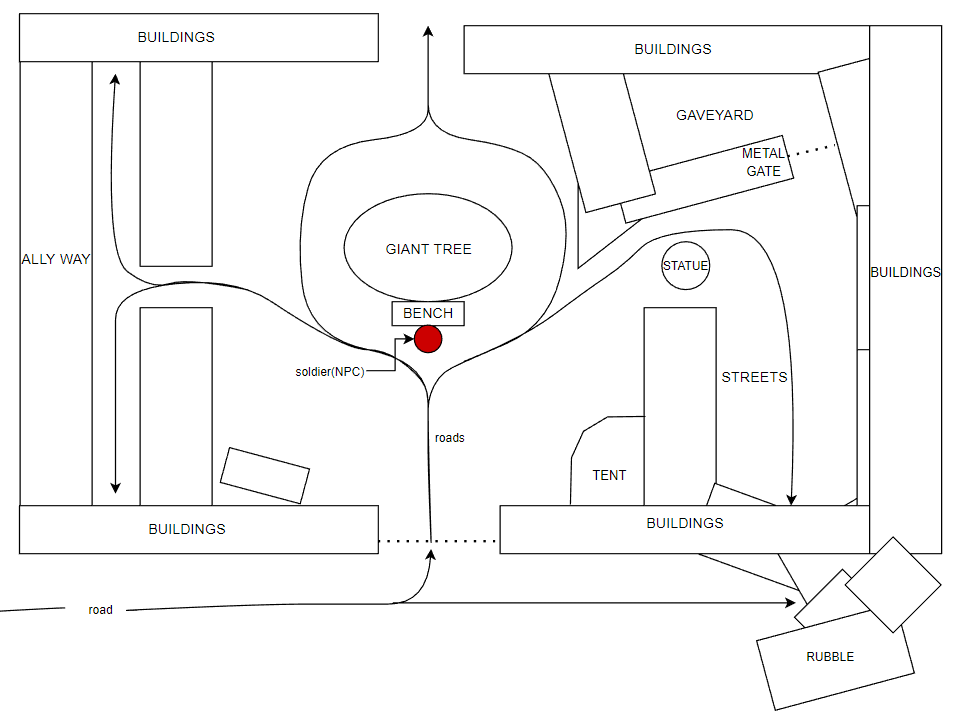 BUILDINGS
BUILDINGS
GAVEYARD
METAL
GATE
ALLY WAY
GIANT TREE
STATUE
BUILDINGS
BENCH
soldier(NPC)
STREETS
roads
TENT
BUILDINGS
BUILDINGS
road
RUBBLE